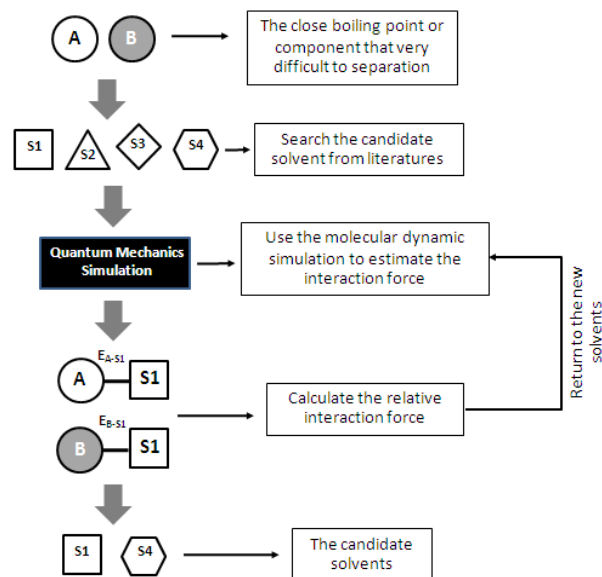 A
B
The close boiling point or
component that very
difficult to separation
S1
S2
S3
S4
Search the candidate
solvent from literatures
Quantum Mechanics
Simulation
Use the molecular dynamic
simulation to estimate the
interaction force
Return to the new
solvents
EA-S1
A
S1
Calculate the relative
interaction force
EB-S1
B
S1
S1
S4
The candidate
solvents